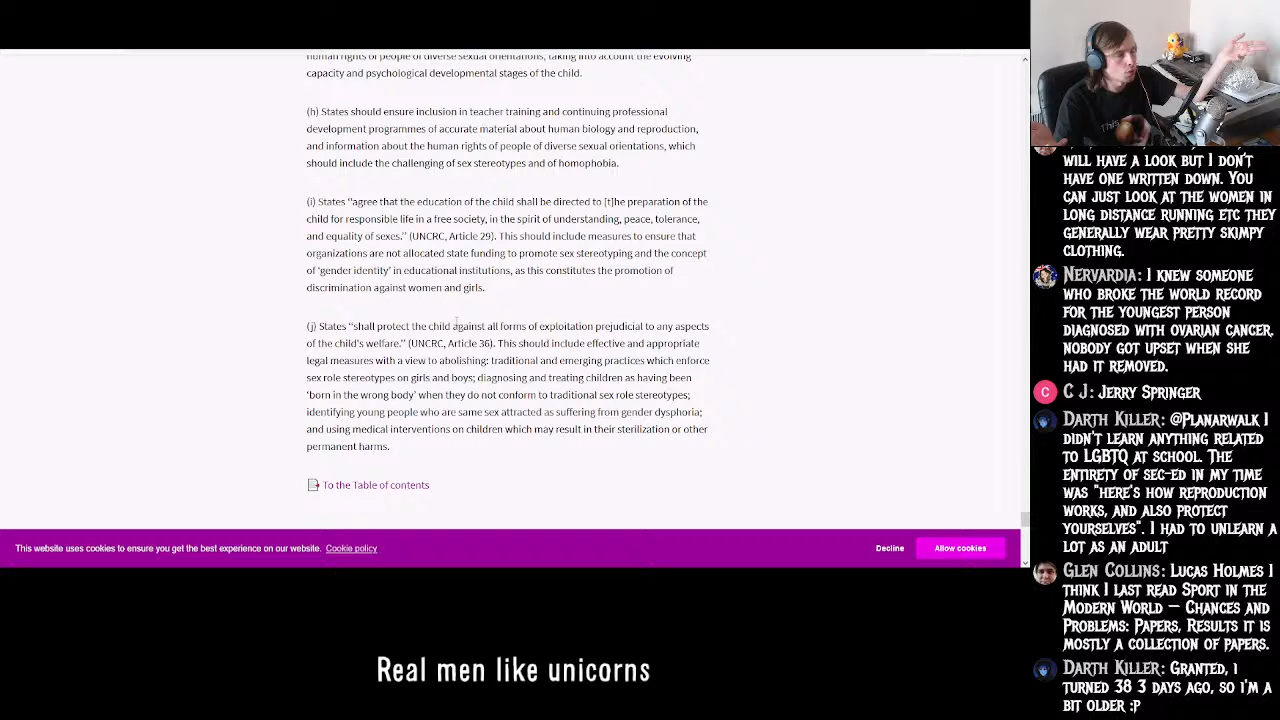 human rights of people of diverse sexual orientations, taking into account the evolving
capacity and psychological developmental stages of the child.
(h) States should ensure inclusion in teacher training and continuing professional
development programmes of accurate material about human biology and reproduction,
and information about the human rights of people of diverse sexual orientations, which
should include the challenging of sex stereotypes and of homophobia.
(i) States “agree that the education of the child shall be directed to [t]he preparation of the
child for responsible life in a free society, in the spirit of understanding, peace, tolerance,
and equality of sexes.” (UNCRC, Article 29). This should include measures to ensure that
organizations are not allocated state funding to promote sex stereotyping and the concept
of ‘gender identity’ in educational institutions, as this constitutes the promotion of
discrimination against women and girls.
(j) States “shall protect the child against all forms of exploitation prejudicial to any aspects
of the child’s welfare.” (UNCRC, Article 36). This should include effective and appropriate
legal measures with a view to abolishing: traditional and emerging practices which enforce
sex role stereotypes on girls and boys; diagnosing and treating children as having been
‘born in the wrong body’ when they do not conform to traditional sex role stereotypes;
identifying young people who are same sex attracted as suffering from gender dysphoria;
and using medical interventions on children which may result in their sterilization or other
permanent harms.
To the Table of contents
This website uses cookies to ensure you get the best experience on our website. Cookie policy
Decline
Allow cookies
Real men like unicorns
This
will have a look but I don't
have one written down. You
can just look at the women in
long distance running etc they
generally wear pretty skimpy
clothing.
Nervardia: I knew someone
who broke the world record
for the youngest person
diagnosed with ovarian cancer.
Nobody got upset when she
had it removed.
C J: Jerry Springer
Darth Killer: @Planarwalk I
didn't learn anything related
to LGBTQ at school. The
entirety of sec-ed in my time
was "here's how reproduction
works, and also protect
yourselves". I had to unlearn a
lot as an adult
Glen Collins: Lucas Holmes I
think I last read Sport in the
Modern World — Chances and
Problems: Papers, Results it is
mostly a collection of papers.
Darth Killer: Granted, I
turned 38 3 days ago, so I'm a
bit older :P